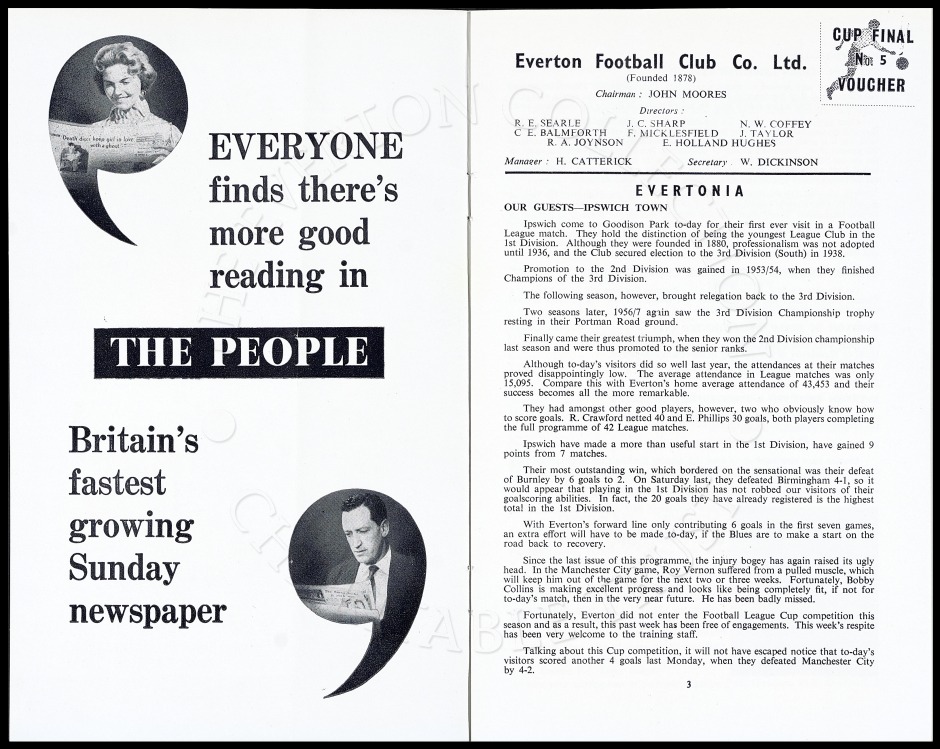 Death disc: keep girl in love
with a ghost
EVERYONE
finds there's
more good
reading in
THE PEOPLE
Britain's
fastest
growing
Sunday
newspaper
CUP FINAL
No 5
VOUCHER
Everton Football Club Co. Ltd.
(Founded 1878)
Chairman : JOHN MOORES
Directors :
R. E. SEARLE J. C. SHARP N. W. COFFEY
C E. BALMFORTH F. MICKLESFIELD J. TAYLOR
R. A. JOYNSON E. HOLLAND HUGHES
Manager : H. CATTERICK Secretary W. DICKINSON
EVERTONIA
OUR GUESTS—IPSWICH TOWN
Ipswich come to Goodison Park to-day for their first ever visit in a Football
League match. They hold the distinction of being the youngest League Club in the
1st Division. Although they were founded in 1880, professionalism was not adopted
until 1936, and the Club secured election to the 3rd Division (South) in 1938.
Promotion to the 2nd Division was gained in 1953/54, when they finished
Champions of the 3rd Division.
The following season, however, brought relegation back to the 3rd Division.
Two seasons later, 1956/7 again saw the 3rd Division Championship trophy
resting in their Portman Road ground.
Finally came their greatest triumph, when they won the 2nd Division championship
last season and were thus promoted to the senior ranks.
Although to-day's visitors did so well last year, the attendances at their matches
proved disappointingly low. The average attendance in League matches was only
15,095. Compare this with Everton's home average attendance of 43,453 and their
success becomes all the more remarkable.
They had amongst other good players, however, two who obviously know how
to score goals. R. Crawford netted 40 and E. Phillips 30 goals, both players completing
the full programme of 42 League matches.
Ipswich have made a more than useful start in the 1st Division, have gained 9
points from 7 matches.
Their most outstanding win, which bordered on the sensational was their defeat
of Burnley by 6 goals to 2. On Saturday last, they defeated Birmingham 4-1, so it
would appear that playing in the 1st Division has not robbed our visitors of their
goalscoring abilities. In fact, the 20 goals they have already registered is the highest
total in the 1st Division.
With Everton's forward line only contributing 6 goals in the first seven games,
an extra effort will have to be made to-day, if the Blues are to make a start on the
road back to recovery.
Since the last issue of this programme, the injury bogey has again raised its ugly
head. In the Manchester City game, Roy Vernon suffered from a pulled muscle, which
will keep him out of the game for the next two or three weeks. Fortunately, Bobby
Collins is making excellent progress and looks like being completely fit, if not for
to-day's match, then in the very near future. He has been badly missed.
Fortunately, Everton did not enter the Football League Cup competition this
season and as a result, this past week has been free of engagements. This week's respite
has been very welcome to the training staff.
Talking about this Cup competition, it will not have escaped notice that to-day's
visitors scored another 4 goals last Monday, when they defeated Manchester City
by 4-2.
3